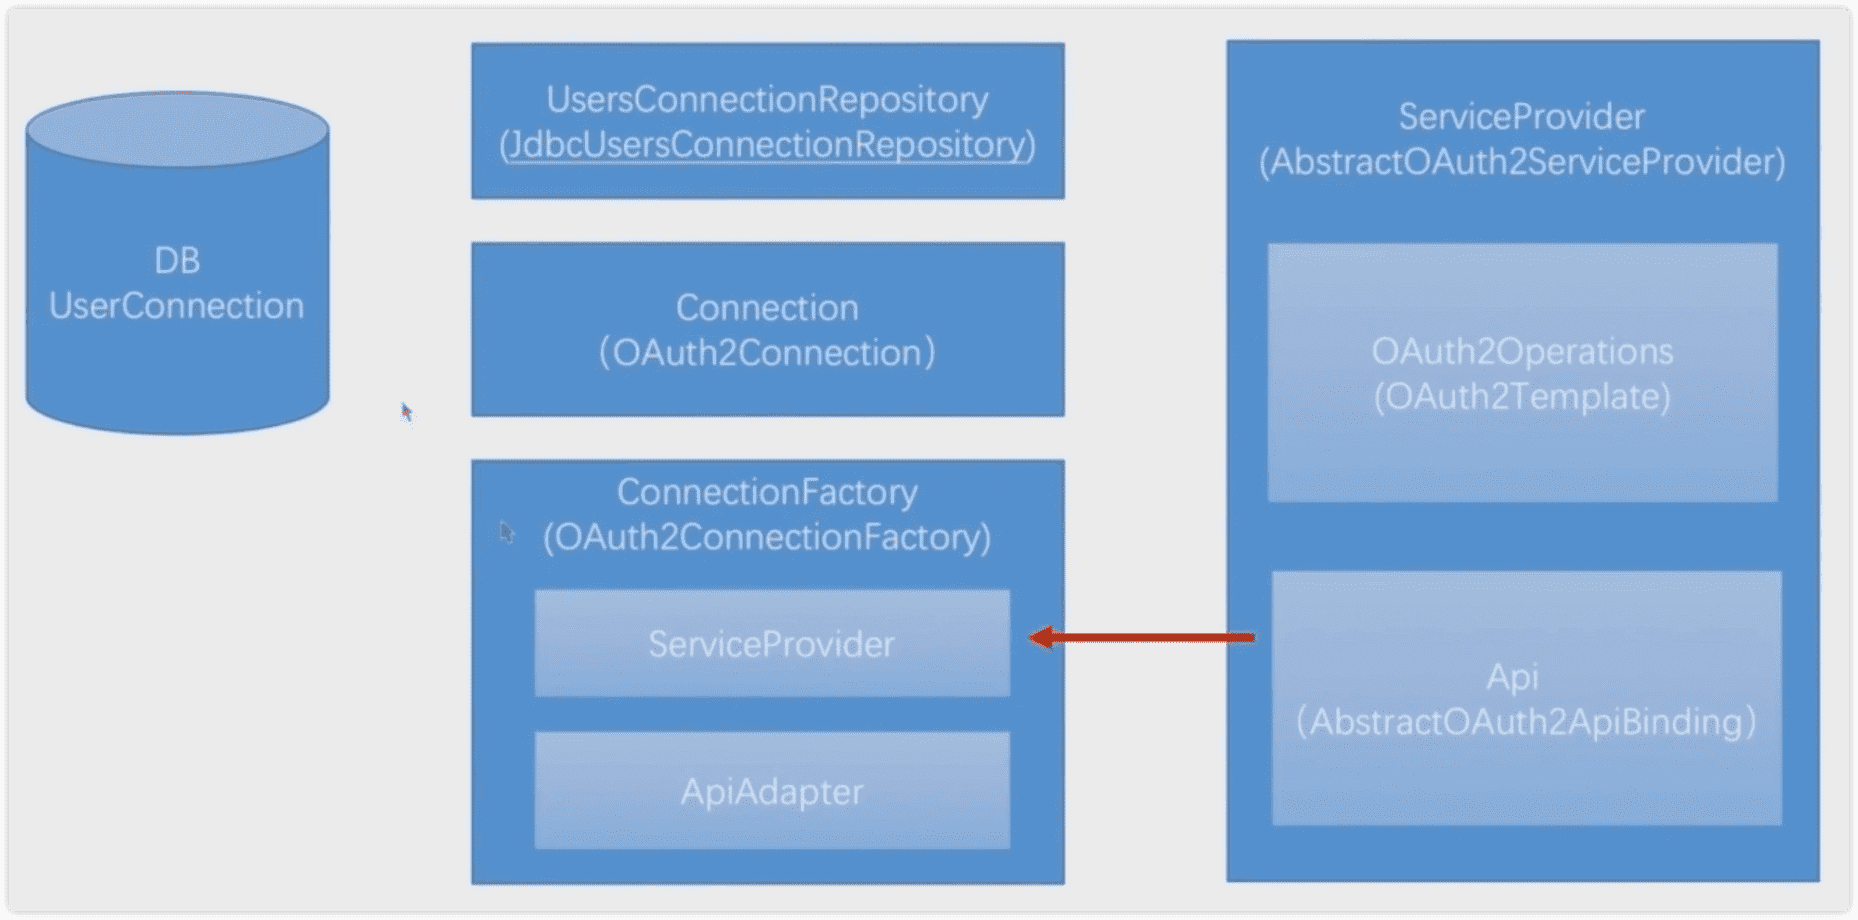 DB
UserConnection
UsersConnectionRepository
(JdbcUsersConnectionRepository)
Connection
（OAuth2Connection）
ConnectionFactory
(OAuth2ConnectionFactory)
ServiceProvider
ApiAdapter
ServiceProvider
(AbstractOAuth2ServiceProvider)
OAuth2Operations
(OAuth2Template)
Api
（AbstractOAuth2ApiBinding）